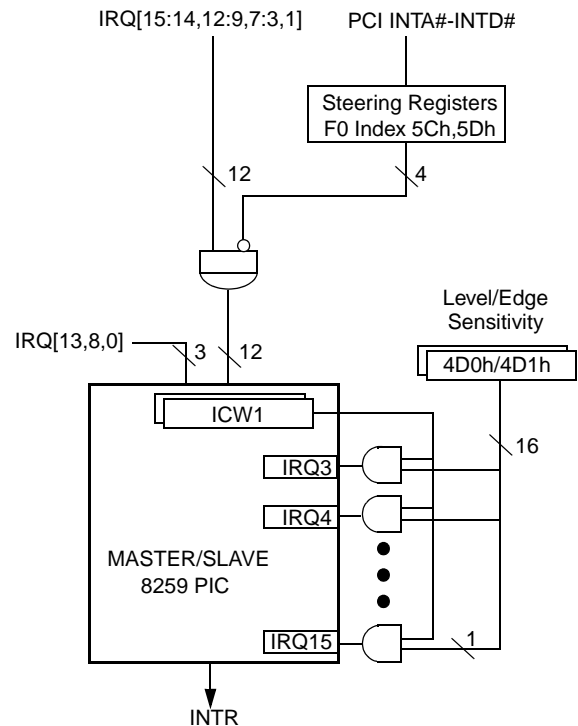 IRQ[15:14,12:9,7:3,1]
PCI INTA#-INTD#
Steering Registers
F0 Index 5Ch,5Dh
12
4
Level/Edge
Sensitivity
IRQ[13,8,0]
3
12
4D0h/4D1h
ICW1
16
IRQ3
IRQ4
MASTER/SLAVE
8259 PIC
IRQ15
1
INTR